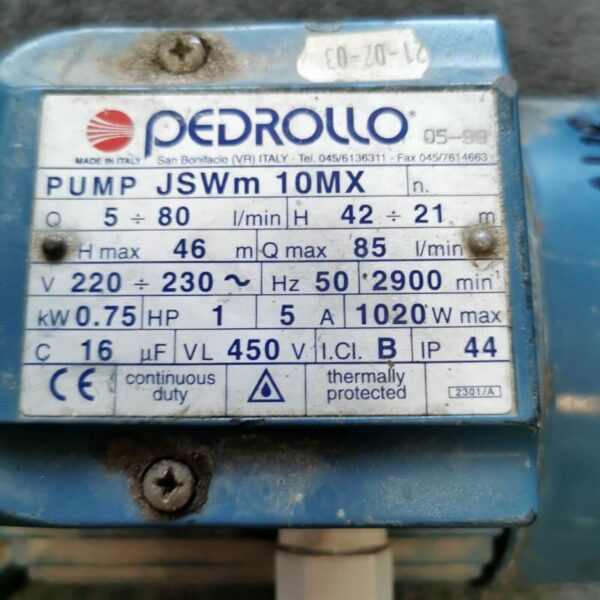 21-02-03
PEDROLLO
05-99
MADE IN ITALY San Bonifacio (VR) ITALY - Tel. 045/6136311 - Fax 045/7614663
PUMP JSWm 10MX n.
Q 5 ÷ 80 l/min H 42 ÷ 21 m
H max 46 m Q max 85 l/min
V 220 ÷ 230 ~ Hz 50 2900 min⁻¹
kW 0.75 HP 1 5 A 1020 W max
C 16 µF VL 450 V I.Cl. B IP 44
CE continuous duty thermally protected 2301/A